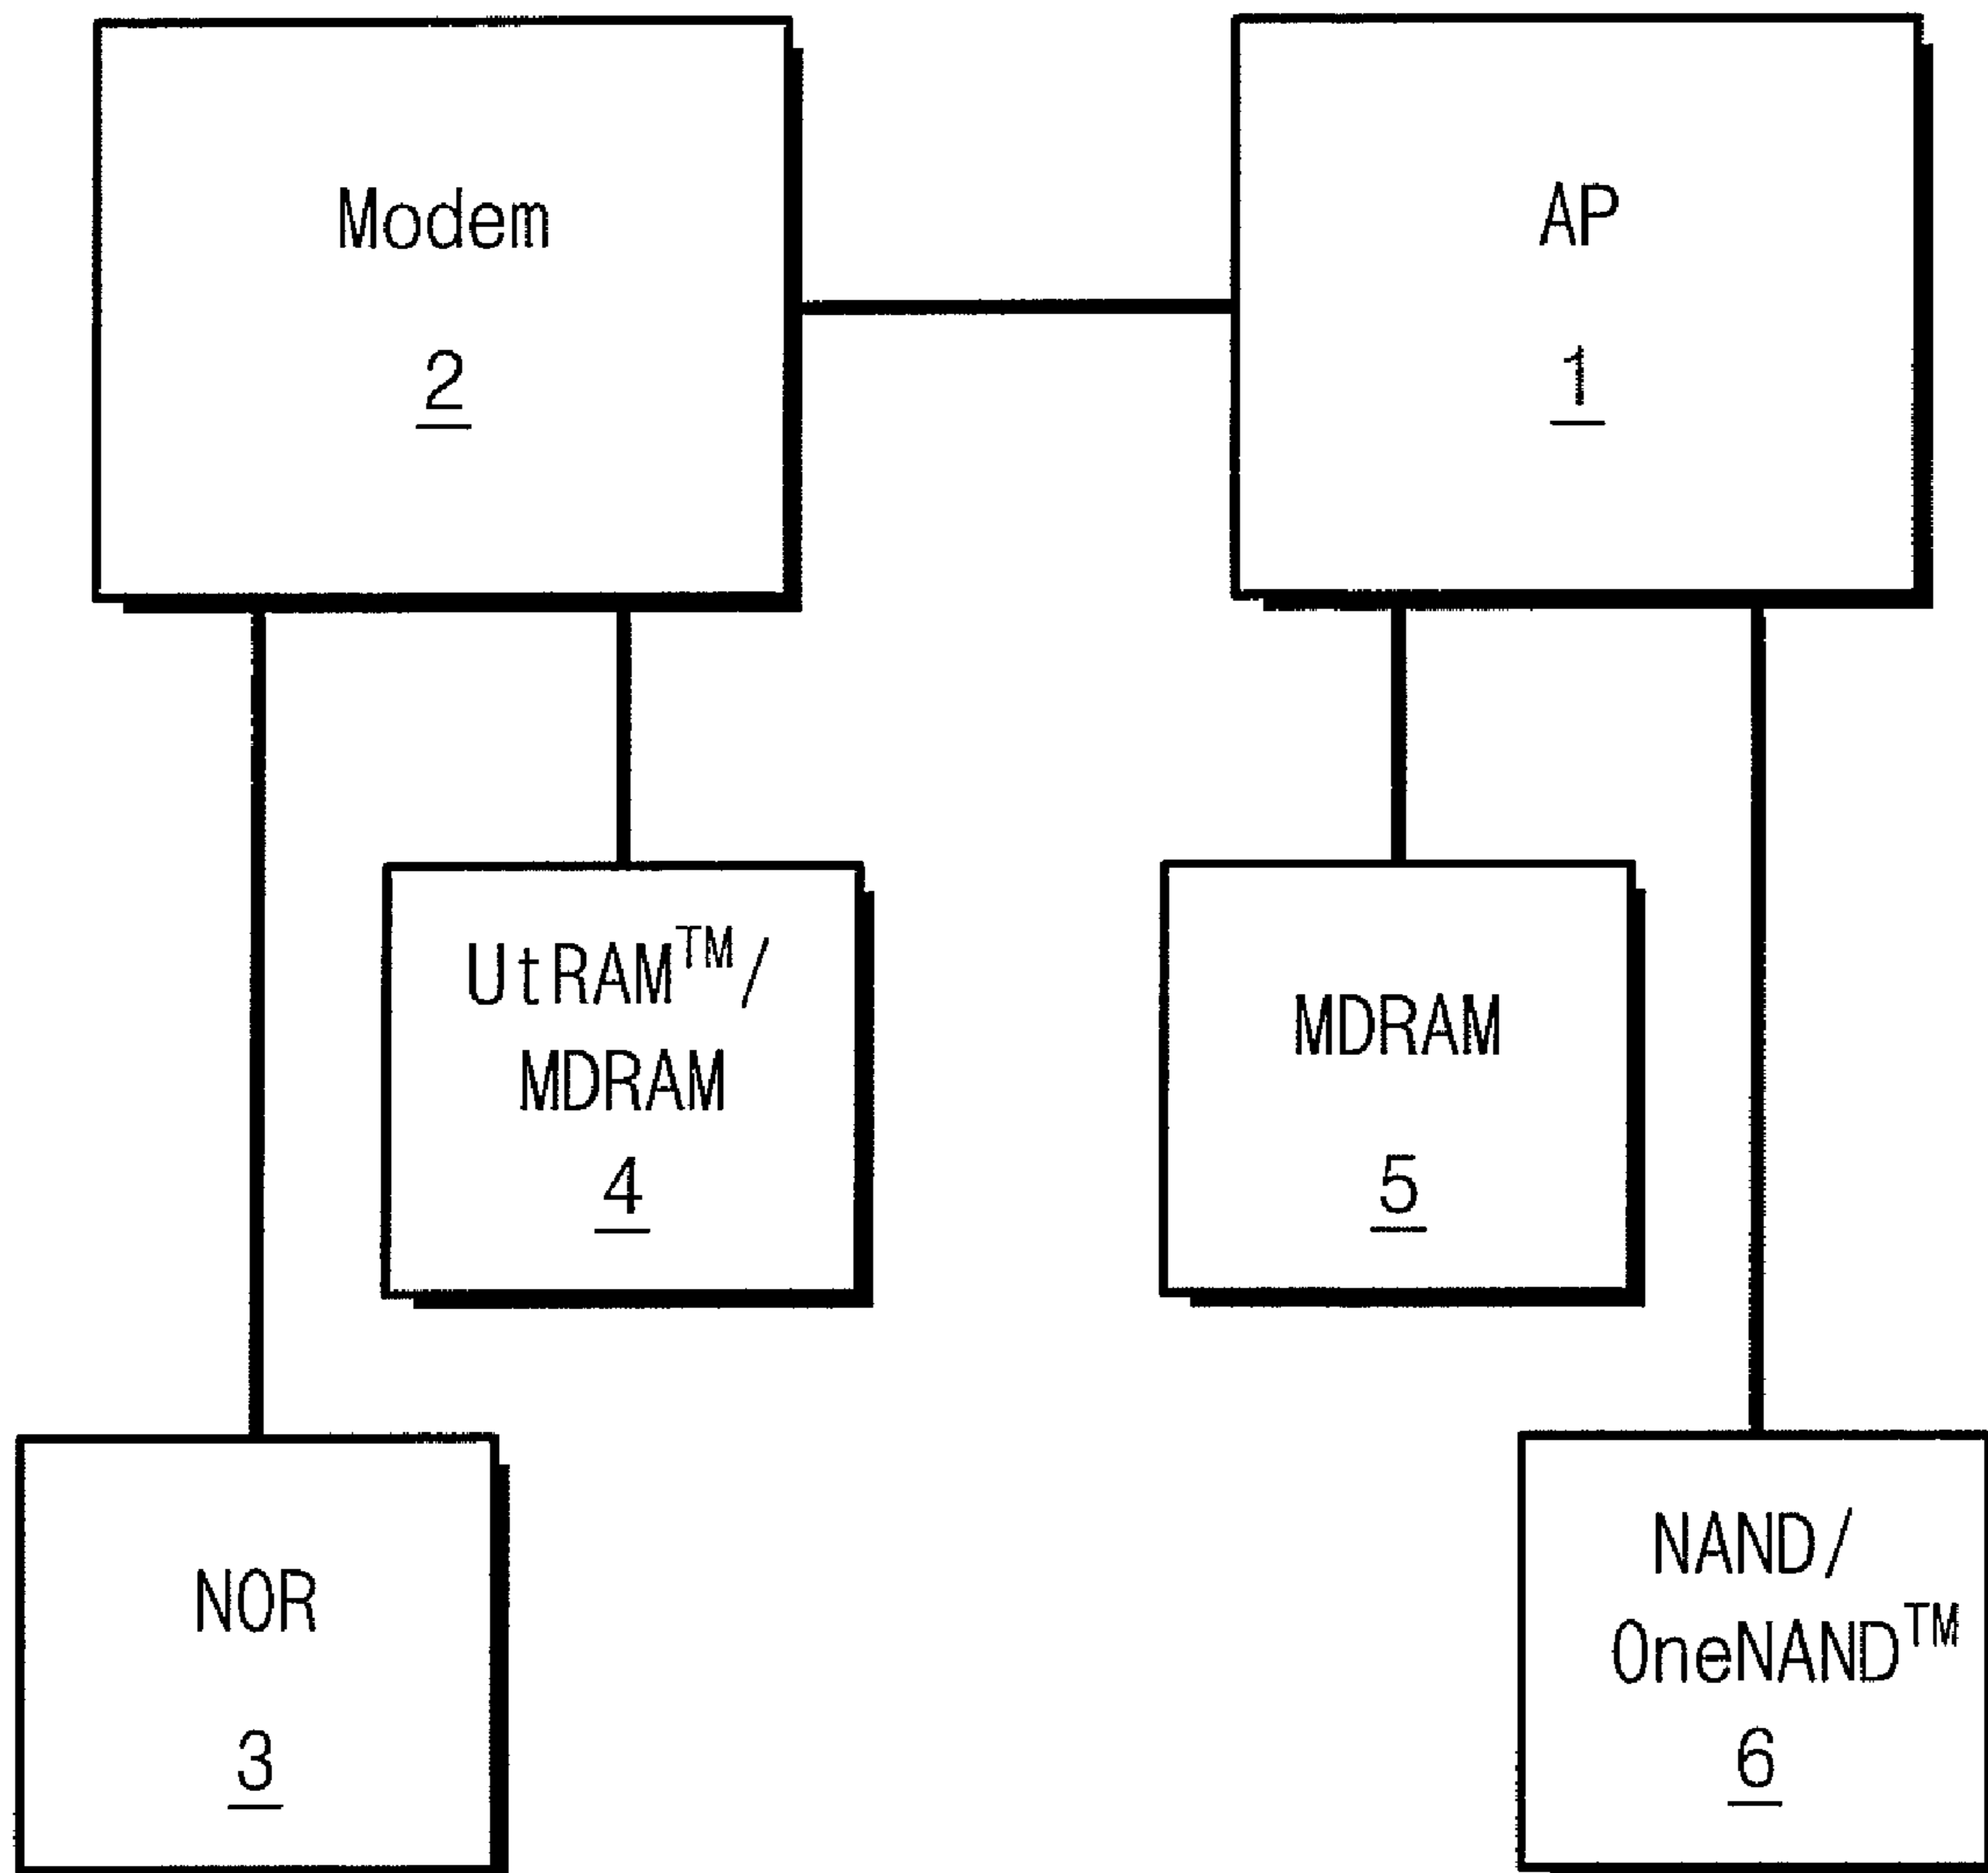 Modem
2
AP
1
UtRAM™/
MDRAM
4
MDRAM
5
NOR
3
NAND/
OneNAND™
6